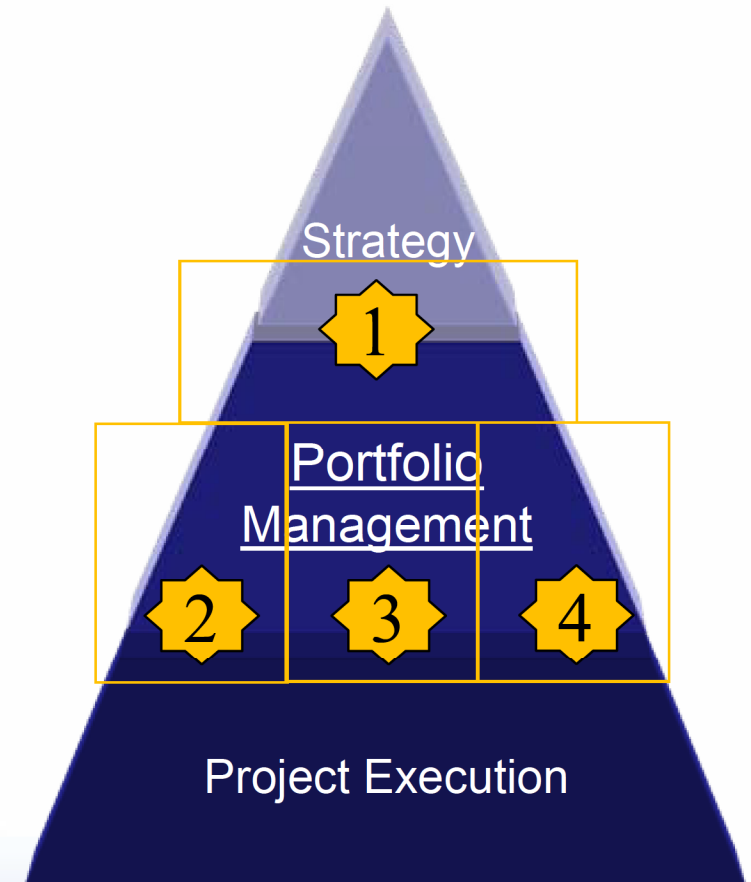 Strategy
1
Portfolio
Management
2 3 4
Project Execution